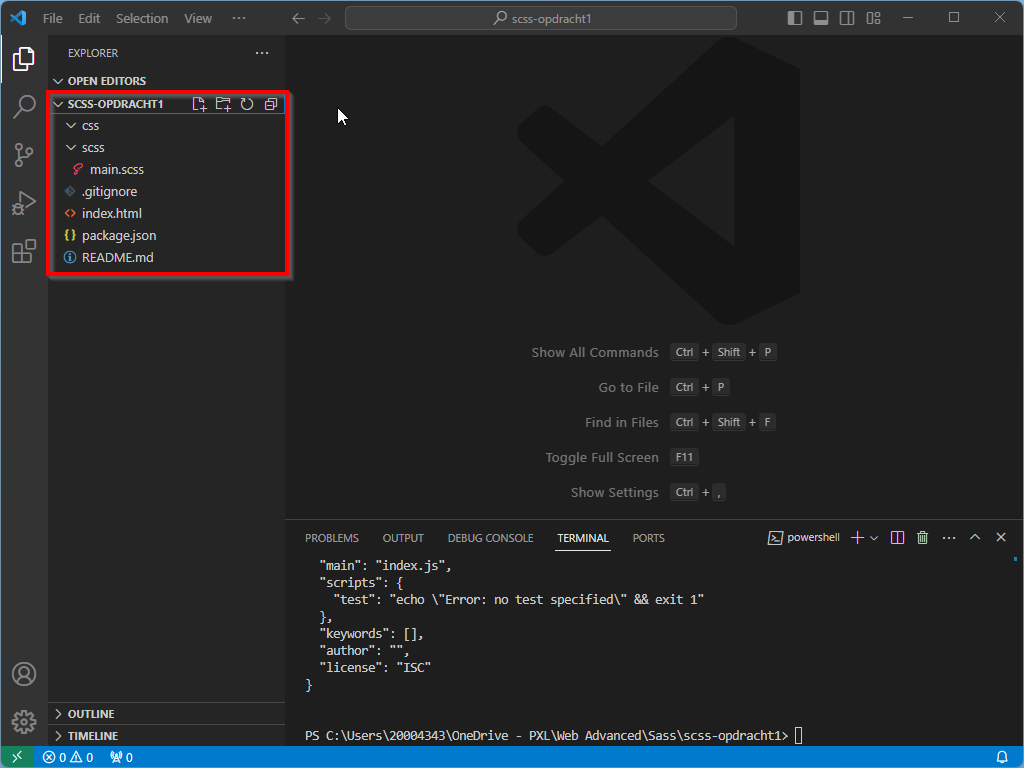 File Edit Selection View ··· scss-opdracht1
EXPLORER ···
OPEN EDITORS
SCSS-OPDRACHT1
css
scss
main.scss
.gitignore
index.html
package.json
README.md
Show All Commands Ctrl + Shift + P
Go to File Ctrl + P
Find in Files Ctrl + Shift + F
Toggle Full Screen F11
Show Settings Ctrl + ,
PROBLEMS OUTPUT DEBUG CONSOLE TERMINAL PORTS powershell ···
"main": "index.js",
"scripts": {
"test": "echo \"Error: no test specified\" && exit 1"
},
"keywords": [],
"author": "",
"license": "ISC"
}
PS C:\Users\20004343\OneDrive - PXL\Web Advanced\Sass\scss-opdracht1>
OUTLINE
TIMELINE
0 0 0